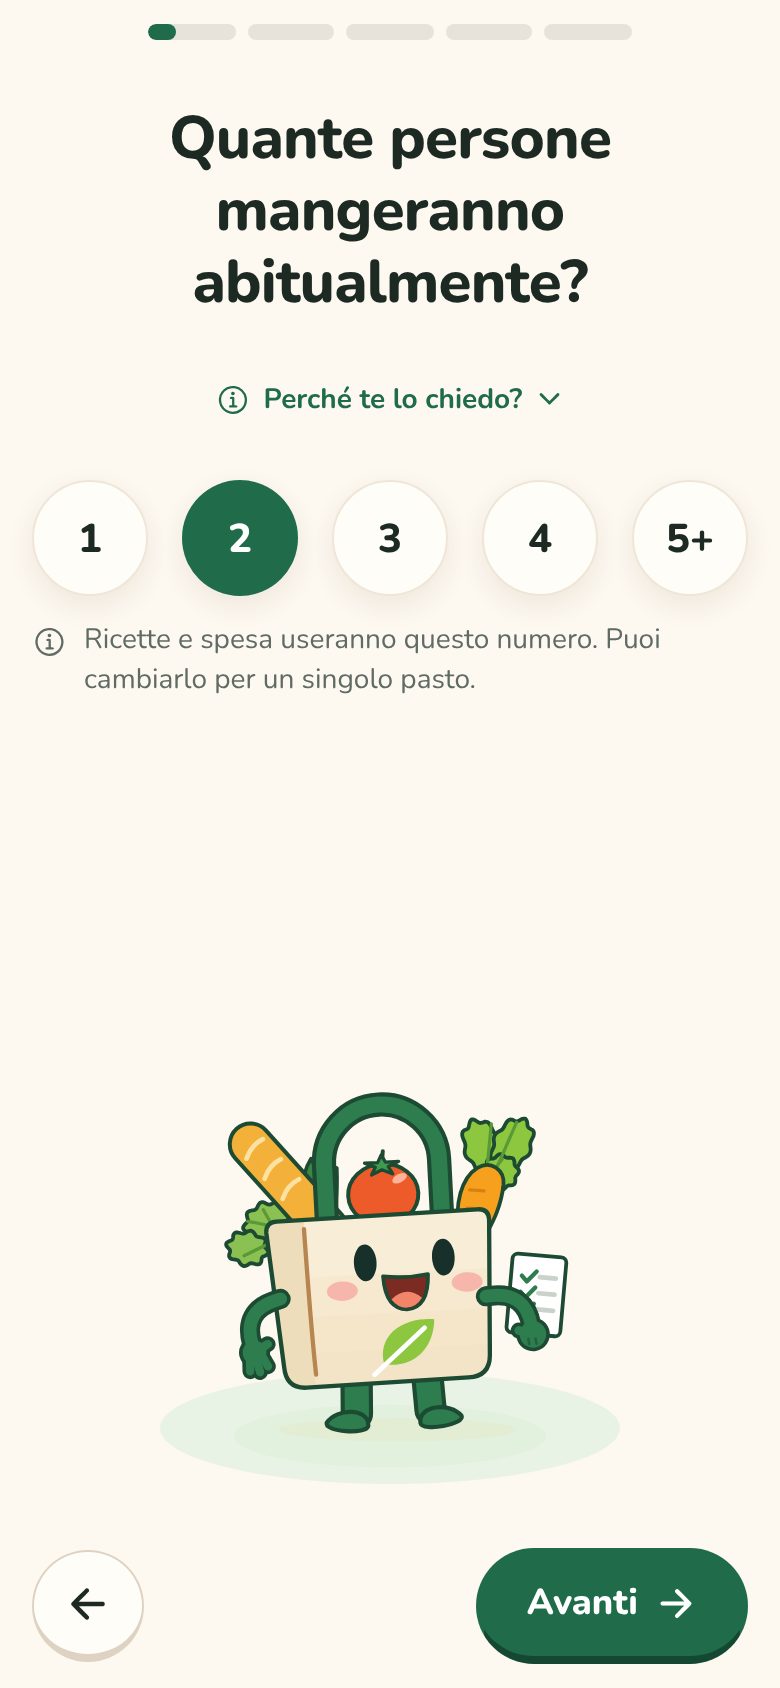 Quante persone
mangeranno
abitualmente?
Perché te lo chiedo?
1 2 3 4 5+
Ricette e spesa useranno questo numero. Puoi
cambiarlo per un singolo pasto.
Avanti